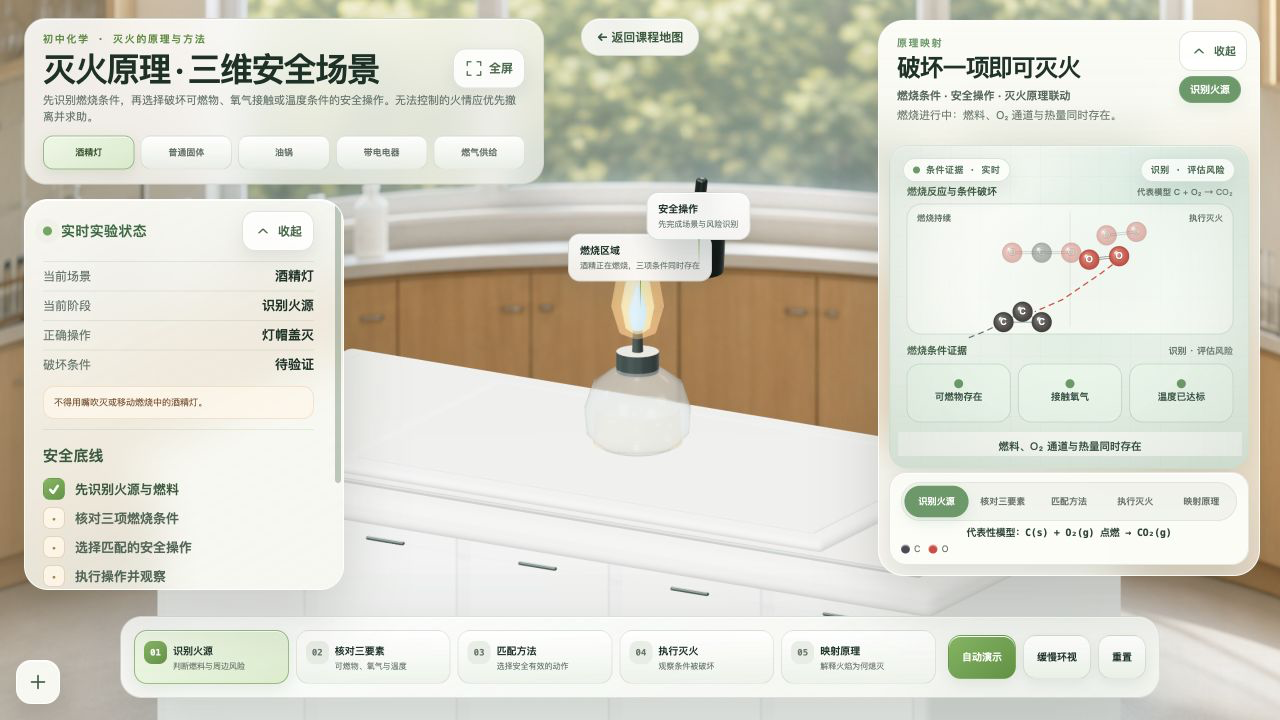 初中化学 · 灭火的原理与方法
灭火原理·三维安全场景
全屏
先识别燃烧条件，再选择破坏可燃物、氧气接触或温度条件的安全操作。无法控制的火情应优先撤
离并求助。
酒精灯
普通固体
油锅
带电电器
燃气供给
← 返回课程地图
实时实验状态
收起
当前场景 酒精灯
当前阶段 识别火源
正确操作 灯帽盖灭
破坏条件 待验证
不得用嘴吹灭或移动燃烧中的酒精灯。
安全底线
先识别火源与燃料
核对三项燃烧条件
选择匹配的安全操作
执行操作并观察
安全操作
先完成场景与风险识别
燃烧区域
酒精正在燃烧，三项条件同时存在
原理映射
破坏一项即可灭火
收起
识别火源
燃烧条件 · 安全操作 · 灭火原理联动
燃烧进行中：燃料、O₂ 通道与热量同时存在。
条件证据 · 实时
识别 · 评估风险
燃烧反应与条件破坏
代表模型 C + O₂ → CO₂
燃烧持续
执行灭火
O
O
C
C
C
燃烧条件证据
识别 · 评估风险
可燃物存在
接触氧气
温度已达标
燃料、O₂ 通道与热量同时存在
识别火源
核对三要素
匹配方法
执行灭火
映射原理
代表性模型：C(s) + O₂(g) 点燃 → CO₂(g)
C
O
01 识别火源
判断燃料与周边风险
02 核对三要素
可燃物、氧气与温度
03 匹配方法
选择安全有效的动作
04 执行灭火
观察条件被破坏
05 映射原理
解释火焰为何熄灭
自动演示
缓慢环视
重置